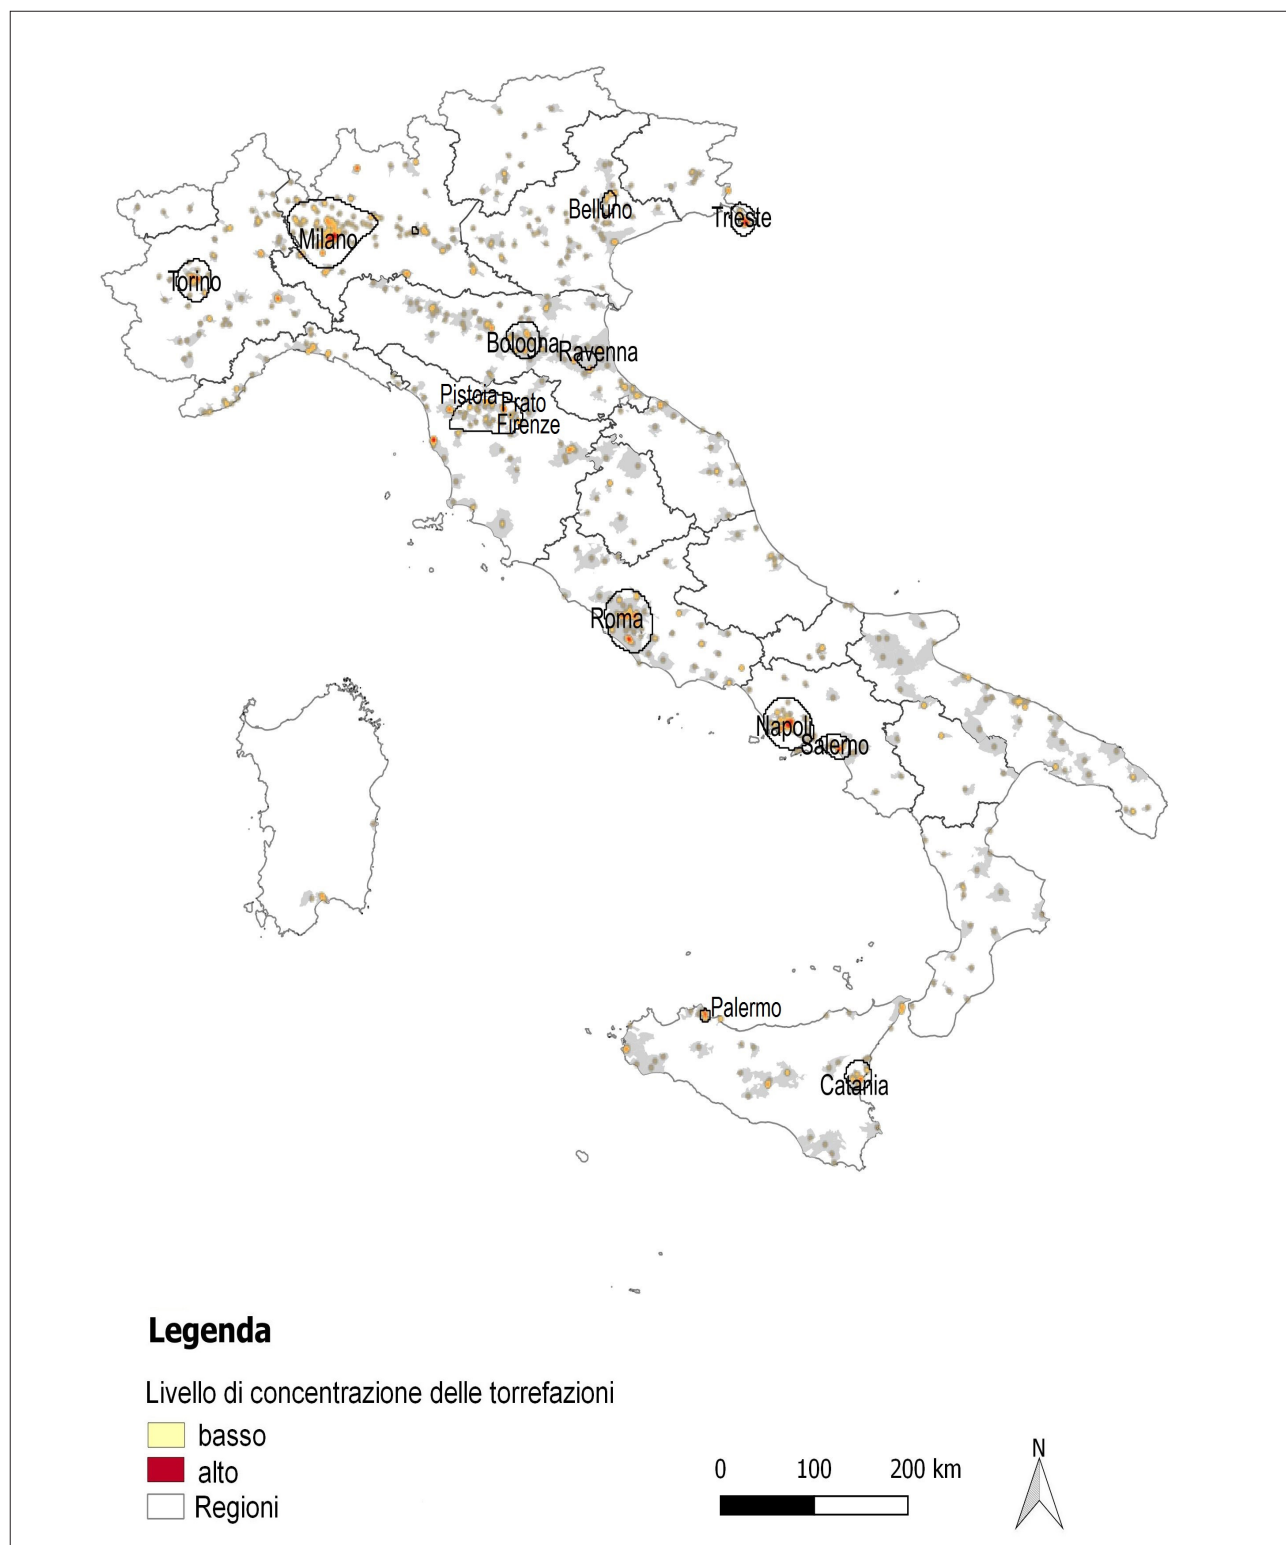 Belluno
Trieste
Milano
Torino
Bologna
Ravenna
Pistoia
Prato
Firenze
Roma
Napoli
Salerno
Palermo
Catania
Legenda
Livello di concentrazione delle torrefazioni
basso
alto
Regioni
0 100 200 km
N